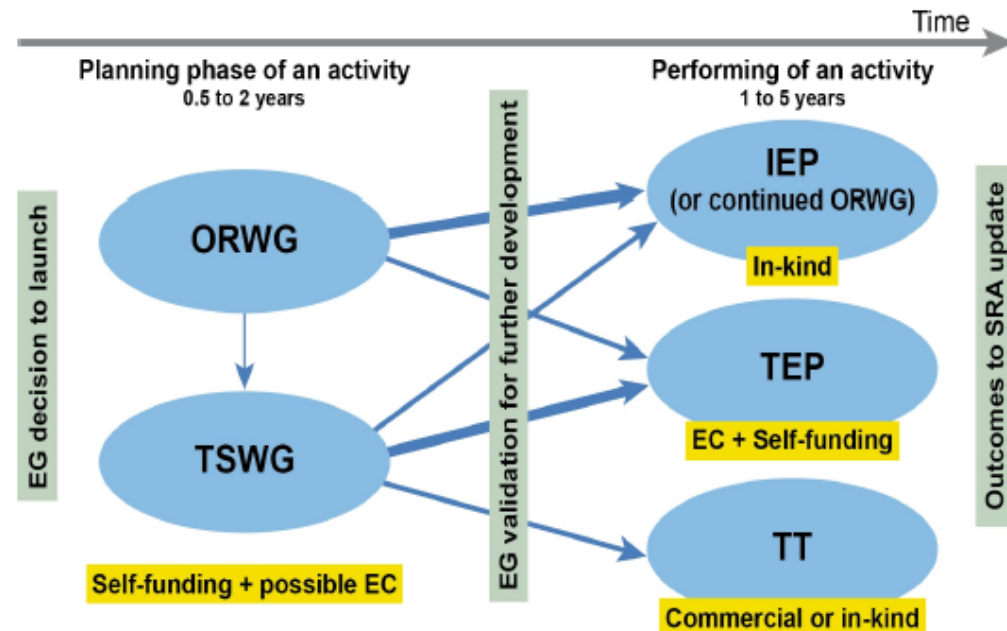 Time
Planning phase of an activity
0.5 to 2 years
Performing of an activity
1 to 5 years
EG decision to launch
ORWG
TSWG
Self-funding + possible EC
EG validation for further development
IEP
(or continued ORWG)
In-kind
TEP
EC + Self-funding
TT
Commercial or in-kind
Outcomes to SRA update